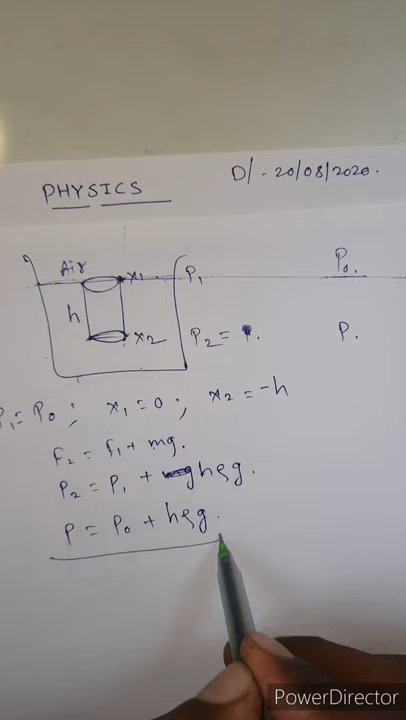 D/- 20/08/2020.
PHYSICS
Air x1 P1 P0
h x2 P2 = P. P.
P1 = P0 ; x1 = 0 ; x2 = -h
F2 = f1 + mg.
P2 = P1 + hρg.
P = P0 + hρg.
PowerDirector